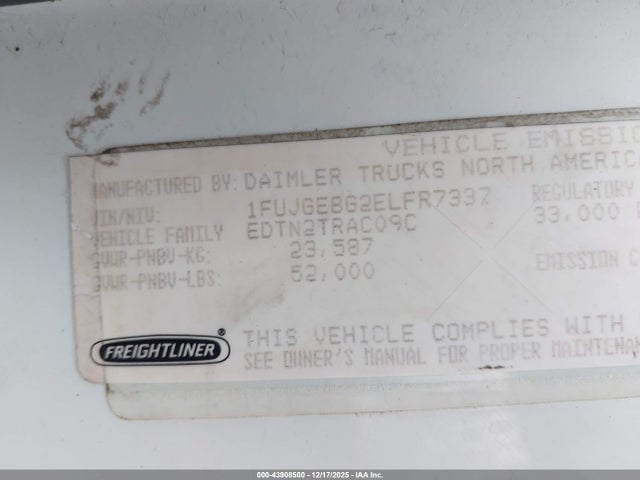 VEHICLE EMISSIO
MANUFACTURED BY: DAIMLER TRUCKS NORTH AMERIC
VIN/NIV: 1FUJGEBG2ELFR7337 REGULATORY
VEHICLE FAMILY EDTN2TRAC09C 33,000
GVWR-PNBV-KG: 23,587
GVWR-PNBV-LBS: 52,000 EMISSION C
THIS VEHICLE COMPLIES WITH
FREIGHTLINER®
SEE OWNER'S MANUAL FOR PROPER MAINTENAN
000-43908500 - 12/17/2025 - IAA Inc.